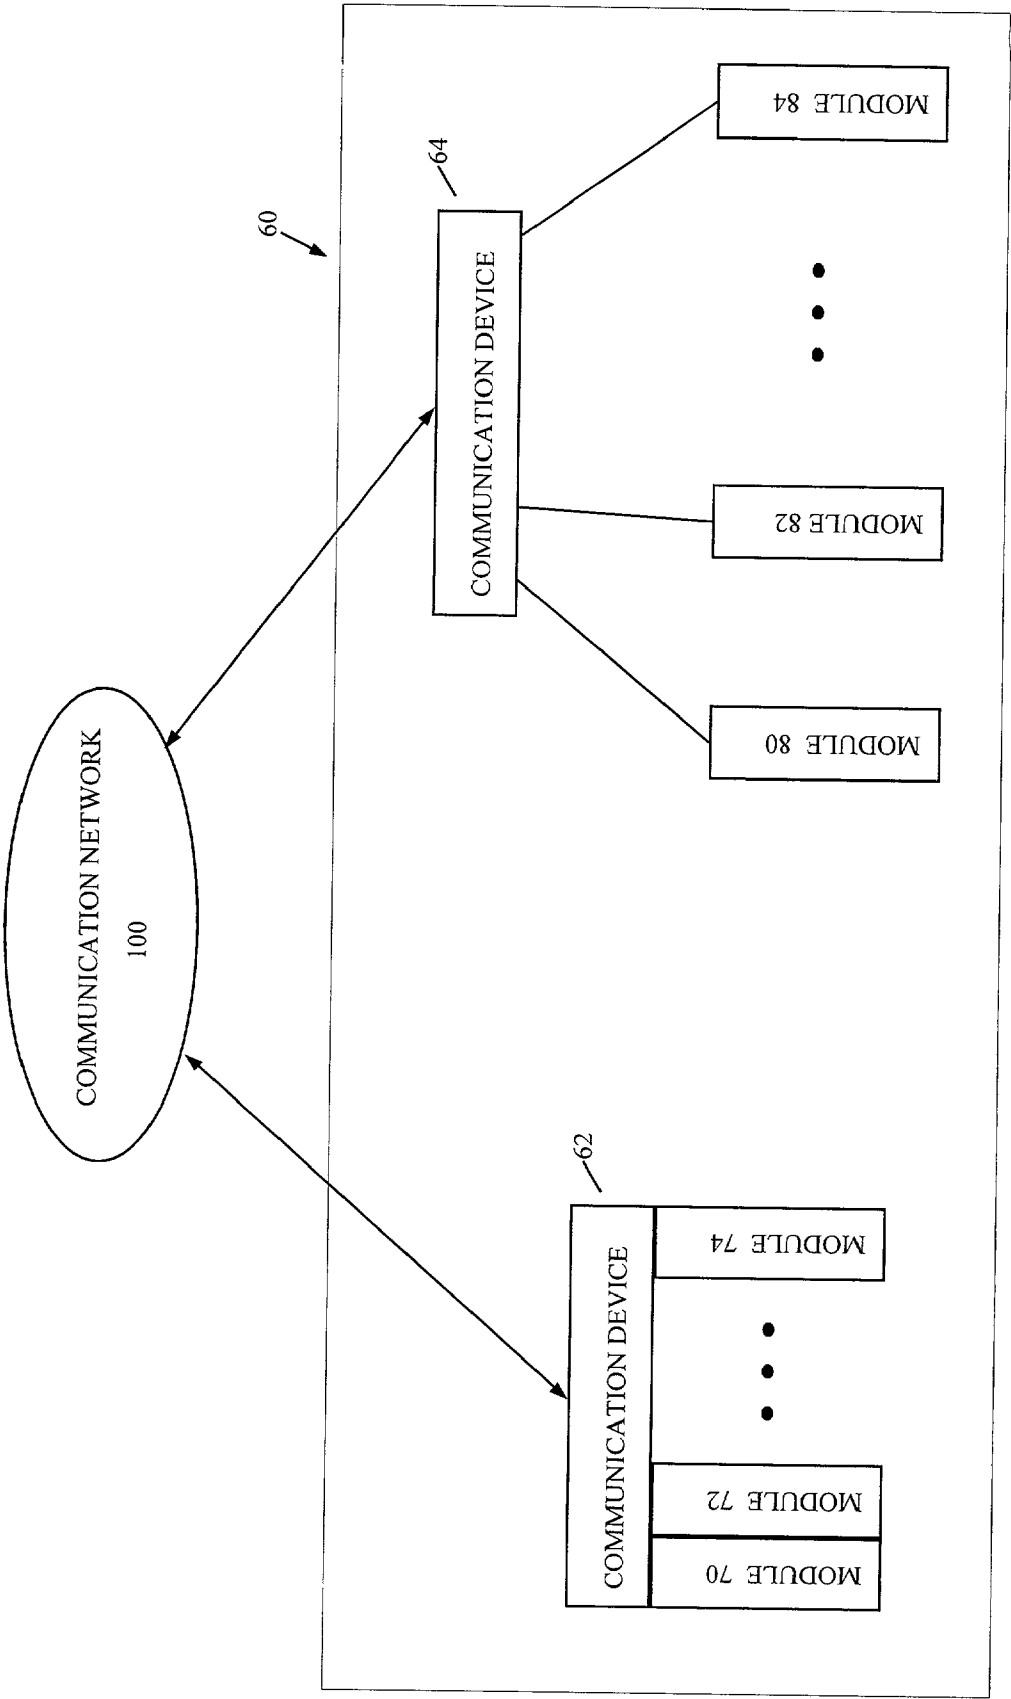 COMMUNICATION NETWORK
100
60
62
COMMUNICATION DEVICE
MODULE 70
MODULE 72
MODULE 74
64
COMMUNICATION DEVICE
MODULE 80
MODULE 82
MODULE 84